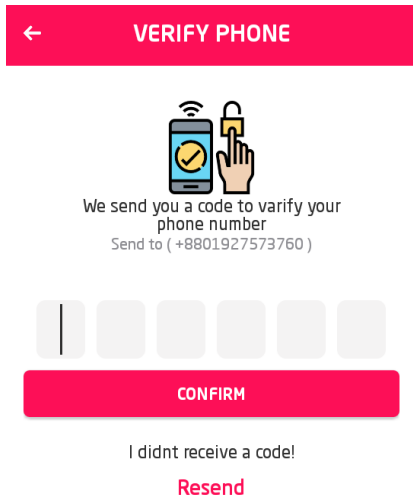 VERIFY PHONE
We send you a code to varify your
phone number
Send to ( +8801927573760 )
CONFIRM
I didnt receive a code!
Resend